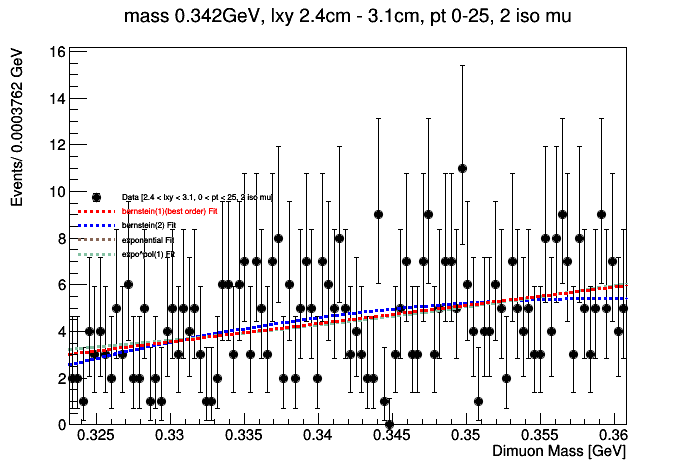 mass 0.342GeV, lxy 2.4cm - 3.1cm, pt 0-25, 2 iso mu
Events/ 0.0003762 GeV
16
14
12
10
8
6
4
2
0
Data [2.4 < lxy < 3.1, 0 < pt < 25, 2 iso mu]
bernstein(1)(best order) Fit
bernstein(2) Fit
exponential Fit
expo*pol(1) Fit
0.325 0.33 0.335 0.34 0.345 0.35 0.355 0.36
Dimuon Mass [GeV]